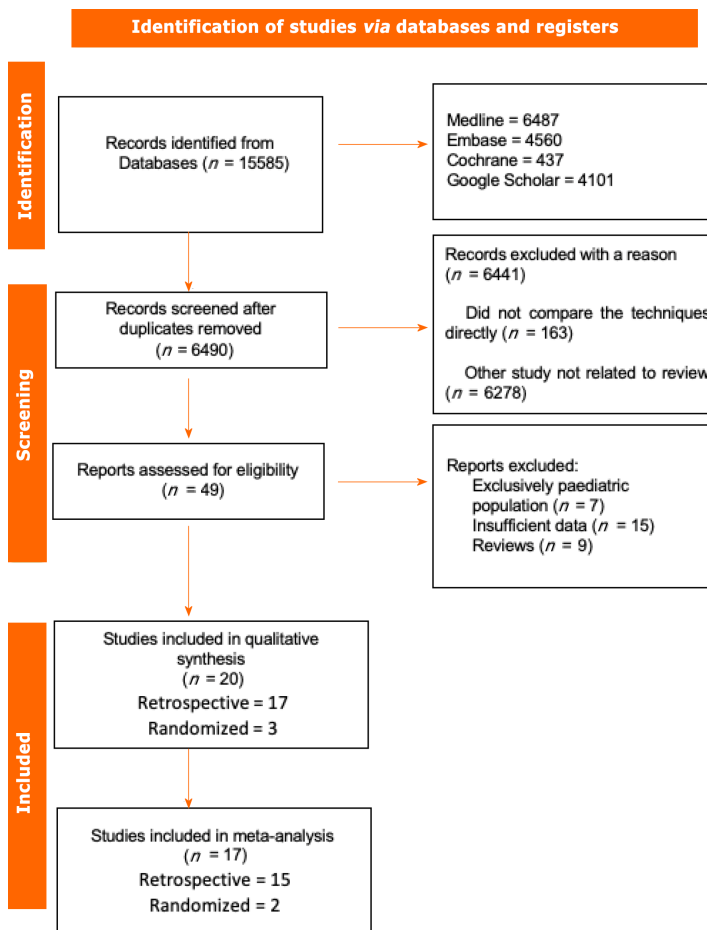 Identification of studies via databases and registers
Identification
Records identified from
Databases (n = 15585)
Medline = 6487
Embase = 4560
Cochrane = 437
Google Scholar = 4101
Screening
Records screened after
duplicates removed
(n = 6490)
Records excluded with a reason
(n = 6441)
Did not compare the techniques
directly (n = 163)
Other study not related to review
(n = 6278)
Reports assessed for eligibility
(n = 49)
Reports excluded:
Exclusively paediatric
population (n = 7)
Insufficient data (n = 15)
Reviews (n = 9)
Included
Studies included in qualitative
synthesis
(n = 20)
Retrospective = 17
Randomized = 3
Studies included in meta-analysis
(n = 17)
Retrospective = 15
Randomized = 2